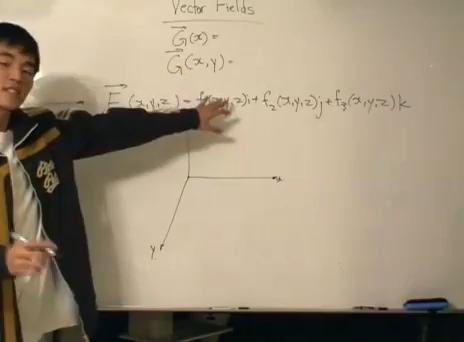 Vector Fields
G⃗(x) =
G⃗(x,y) =
F⃗(x,y,z) = f₁(x,y,z)i + f₂(x,y,z)j + f₃(x,y,z)k
x
y